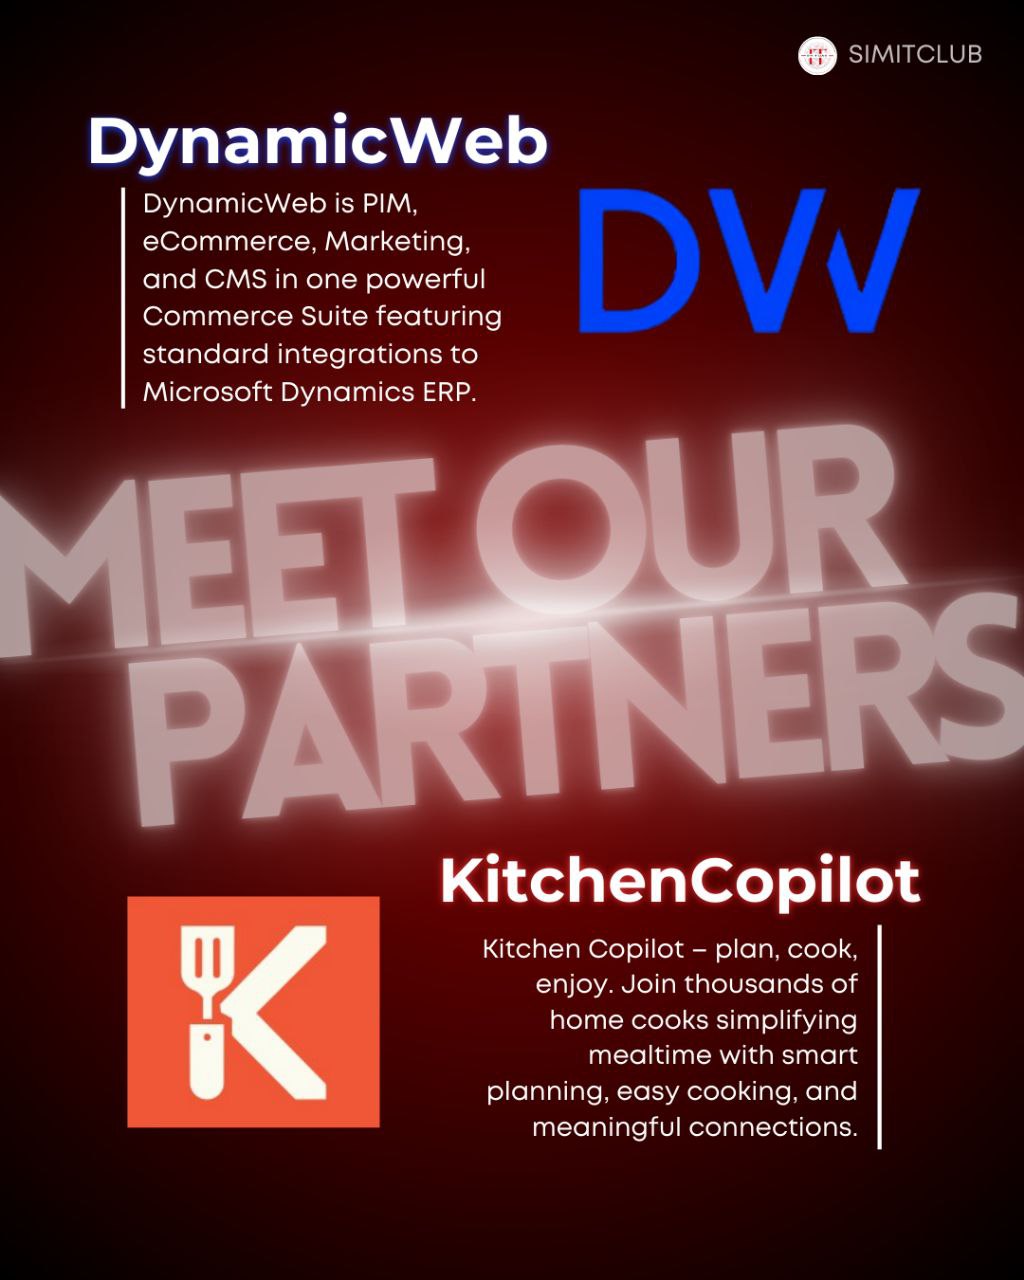 SIMITCLUB
DynamicWeb
DynamicWeb is PIM,
eCommerce, Marketing,
and CMS in one powerful
Commerce Suite featuring
standard integrations to
Microsoft Dynamics ERP.
DW
MEET OUR
PARTNERS
KitchenCopilot
K
Kitchen Copilot – plan, cook,
enjoy. Join thousands of
home cooks simplifying
mealtime with smart
planning, easy cooking, and
meaningful connections.